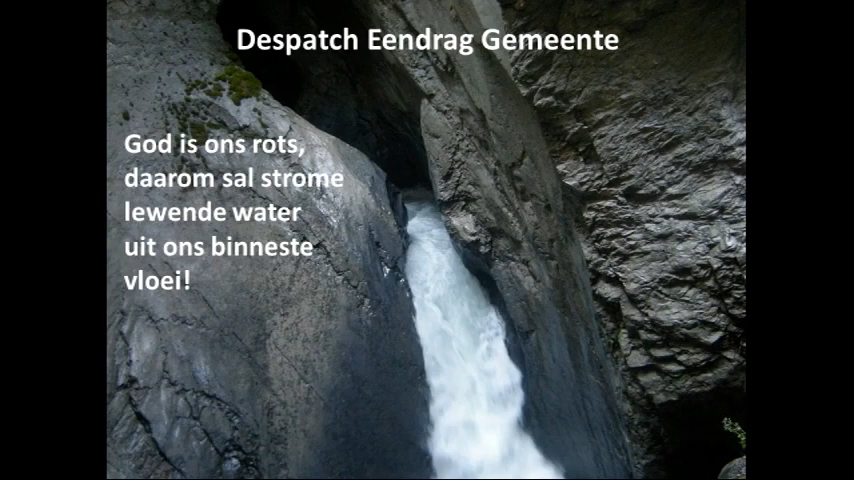 Despatch Eendrag Gemeente
God is ons rots,
daarom sal strome
lewende water
uit ons binneste
vloei!